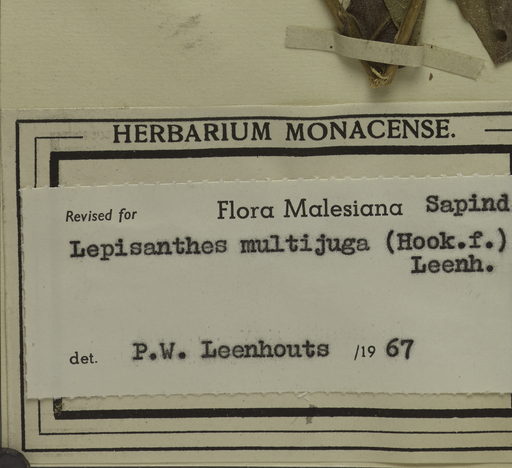 HERBARIUM MONACENSE.
Revised for Flora Malesiana Sapind
Lepisanthes multijuga (Hook.f.)
Leenh.
det. P.W. Leenhouts /19 67